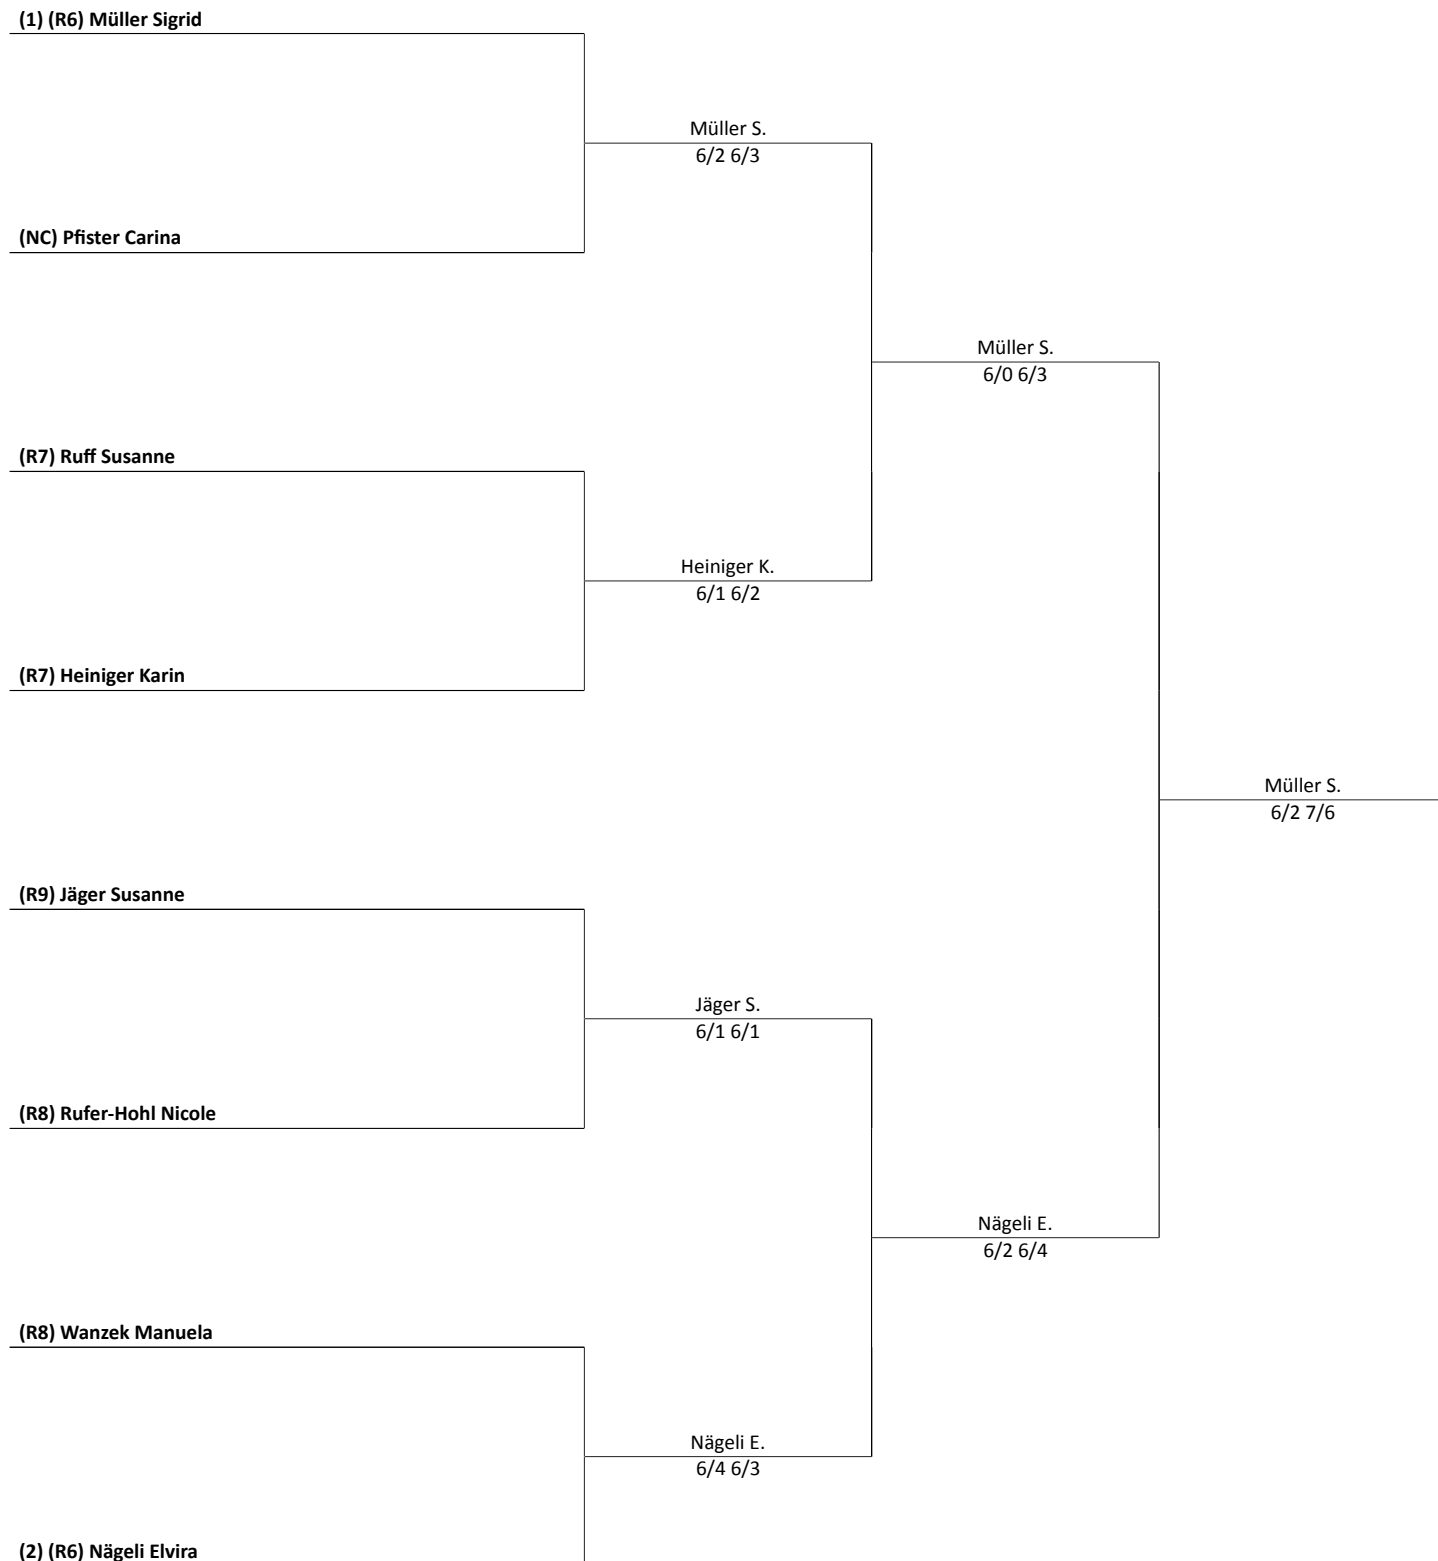 (1) (R6) Müller Sigrid
Müller S.
6/2 6/3
(NC) Pfister Carina
Müller S.
6/0 6/3
(R7) Ruff Susanne
Heiniger K.
6/1 6/2
(R7) Heiniger Karin
Müller S.
6/2 7/6
(R9) Jäger Susanne
Jäger S.
6/1 6/1
(R8) Rufer-Hohl Nicole
Nägeli E.
6/2 6/4
(R8) Wanzek Manuela
Nägeli E.
6/4 6/3
(2) (R6) Nägeli Elvira